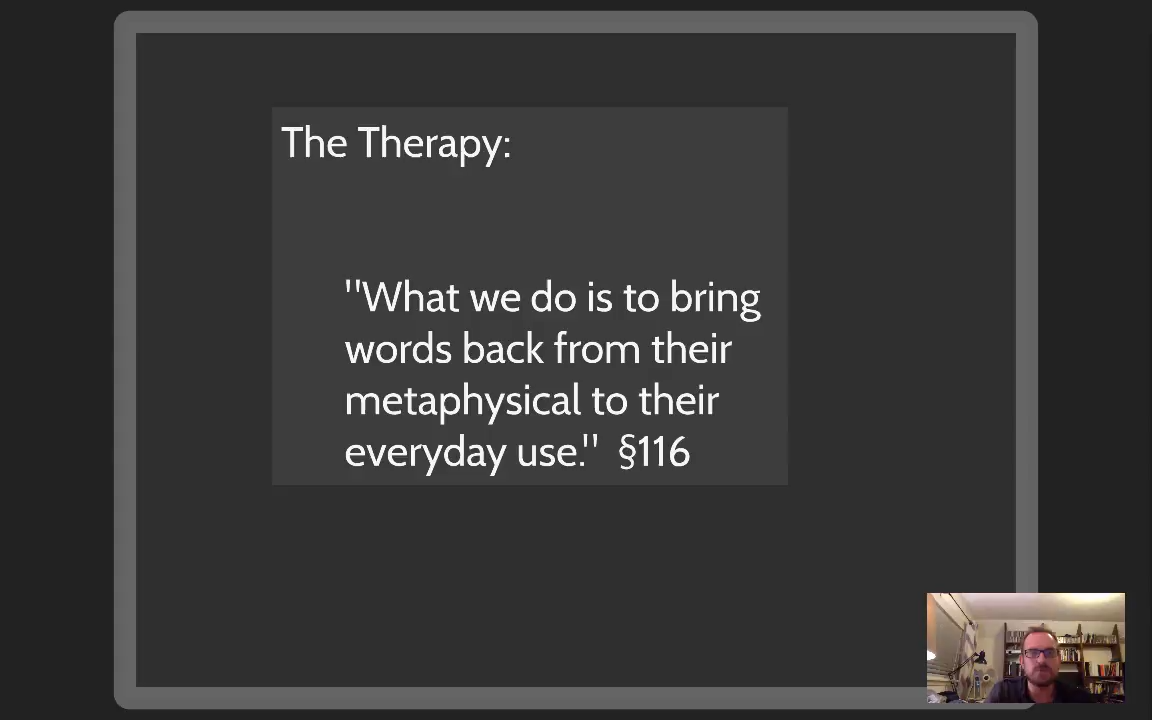 The Therapy:
"What we do is to bring
words back from their
metaphysical to their
everyday use." §116